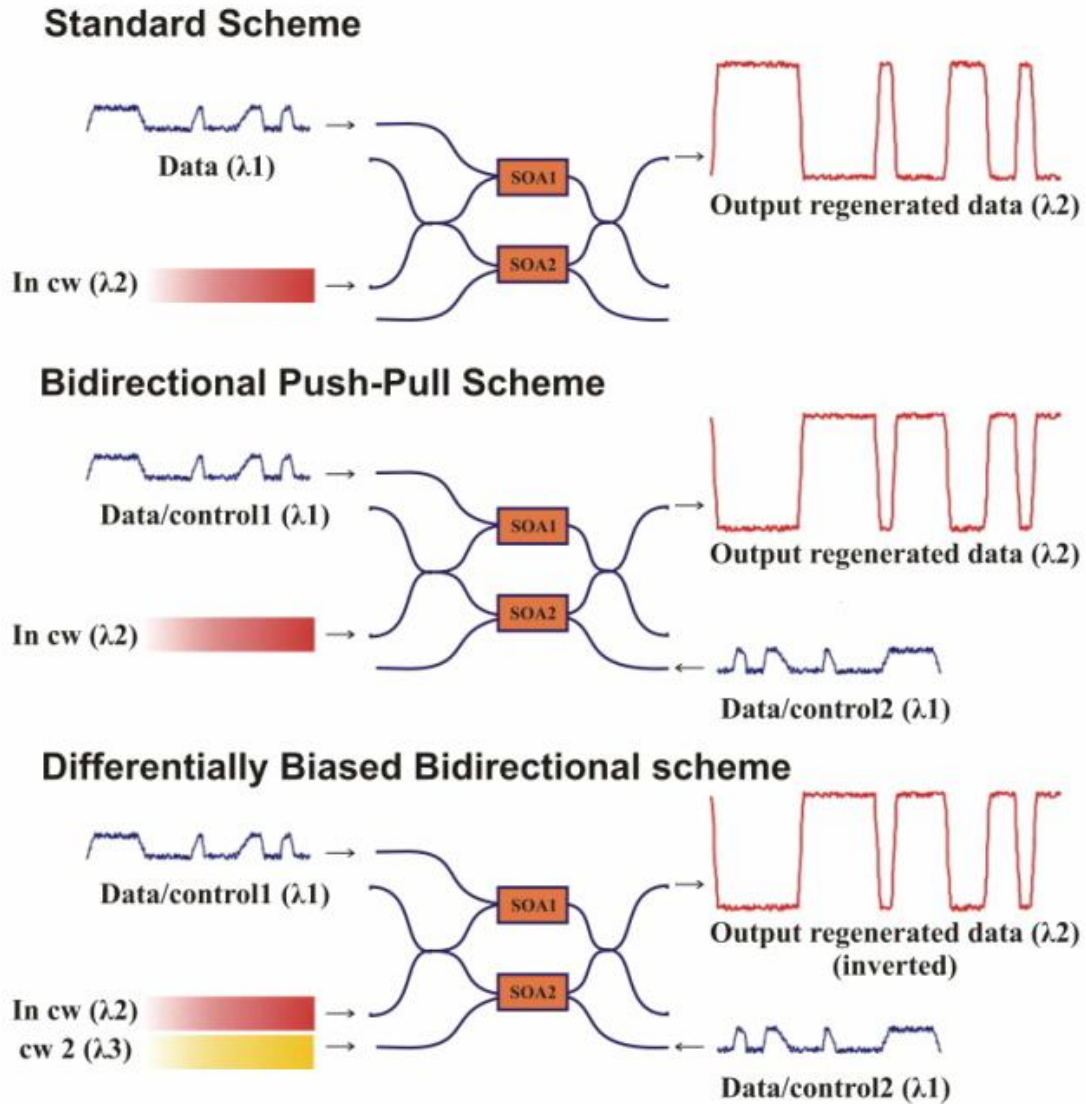 Standard Scheme
Data (λ1)
SOA1
Output regenerated data (λ2)
SOA2
In cw (λ2)
Bidirectional Push-Pull Scheme
Data/control1 (λ1)
SOA1
Output regenerated data (λ2)
SOA2
In cw (λ2)
Data/control2 (λ1)
Differentially Biased Bidirectional scheme
Data/control1 (λ1)
SOA1
Output regenerated data (λ2)
(inverted)
SOA2
In cw (λ2)
cw 2 (λ3)
Data/control2 (λ1)